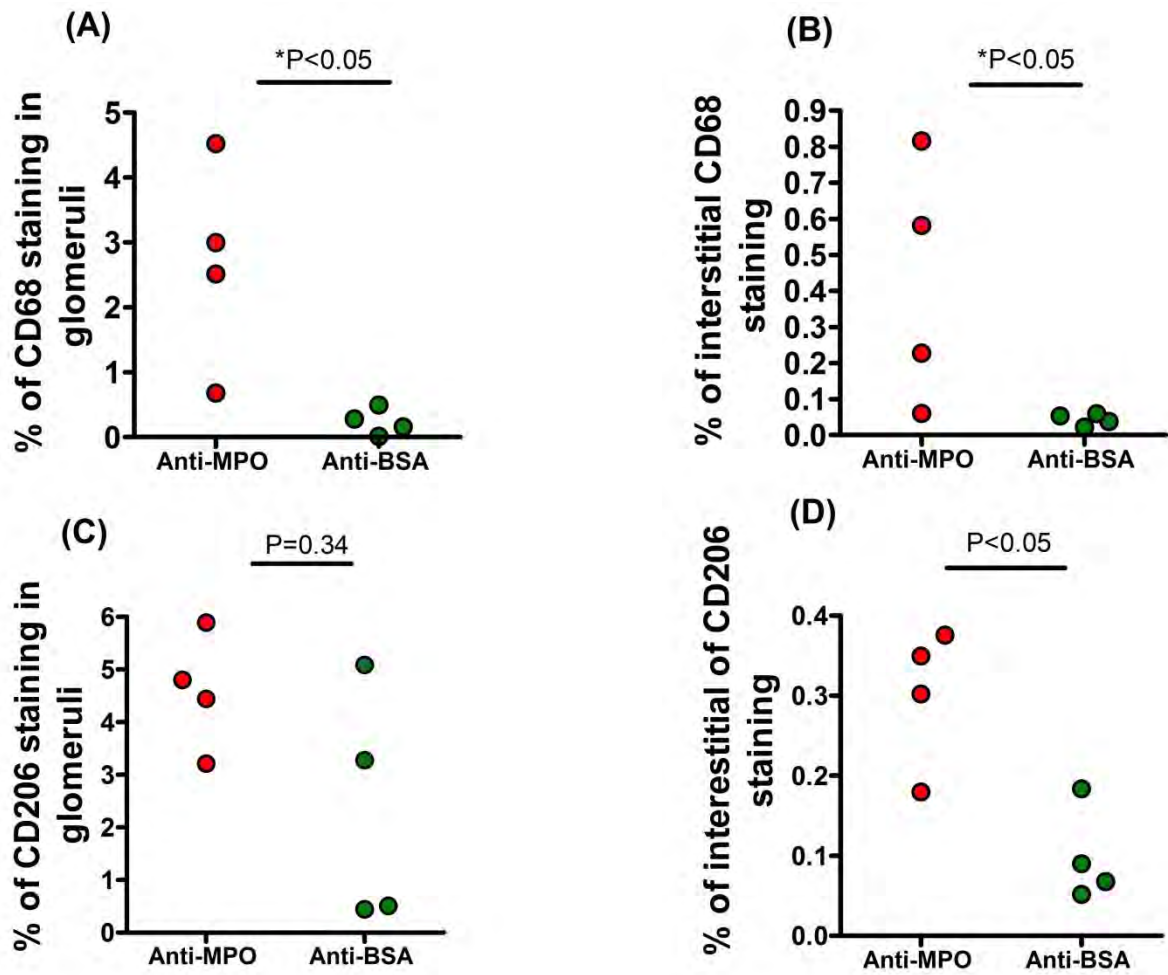 (A)
*P<0.05
% of CD68 staining in
glomeruli
5
4
3
2
1
0
Anti-MPO
Anti-BSA
(B)
*P<0.05
% of interstitial CD68
staining
0.9
0.8
0.7
0.6
0.5
0.4
0.3
0.2
0.1
0.0
Anti-MPO
Anti-BSA
(C)
P=0.34
% of CD206 staining in
glomeruli
6
5
4
3
2
1
0
Anti-MPO
Anti-BSA
(D)
P<0.05
% of interestitial of CD206
staining
0.4
0.3
0.2
0.1
0.0
Anti-MPO
Anti-BSA